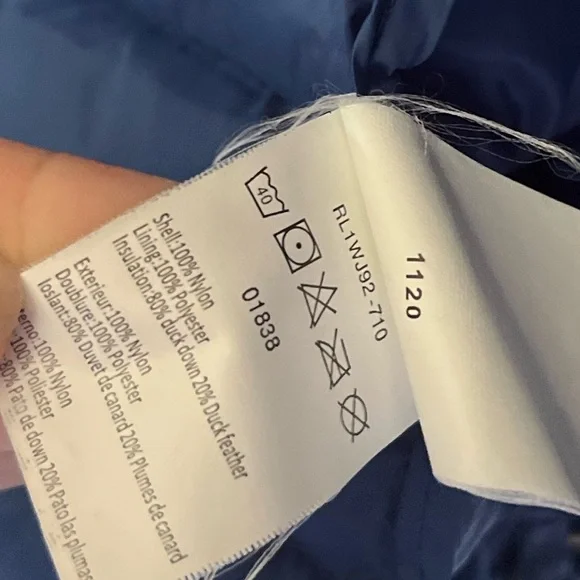 40
RL1WJ92-710
1120
01838
Shell:100% Nylon
Lining:100% Polyester
Insulation:80% duck down 20% Duck feather
Exterieur:100% Nylon
Doublure:100% Polyester
Ioslant:80% Duvet de canard 20% Plumes de canard
100% Nylon
100% Poliester
80% Pato de down 20% Pato las plumas